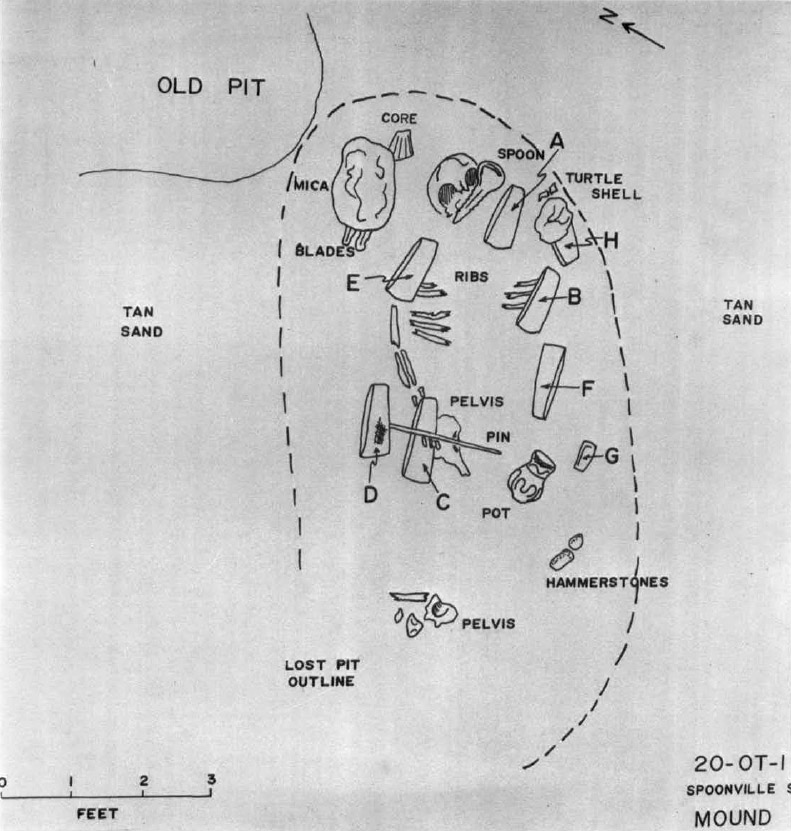 N
OLD PIT
CORE
SPOON
A
MICA
TURTLE
SHELL
BLADES
H
E
RIBS
B
TAN
SAND
TAN
SAND
F
PELVIS
PIN
G
D
C
POT
HAMMERSTONES
PELVIS
LOST PIT
OUTLINE
0 1 2 3
FEET
20-OT-1
SPOONVILLE S
MOUND